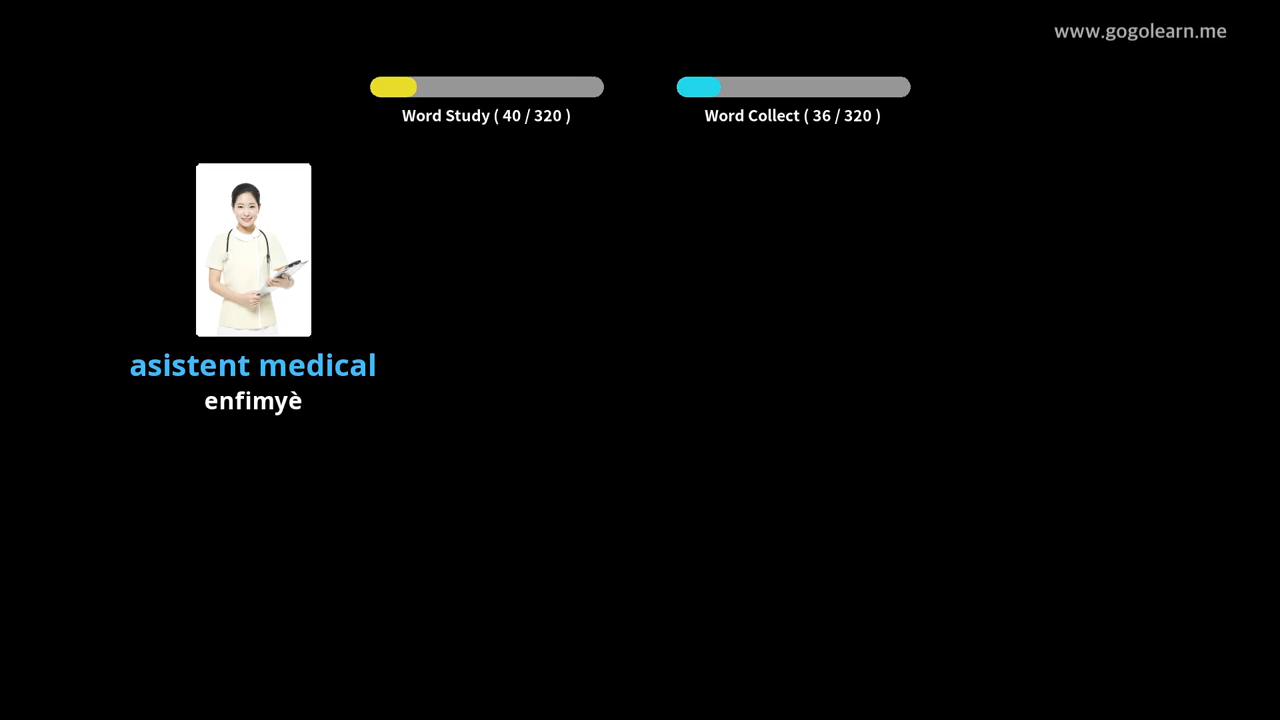 www.gogolearn.me
Word Study ( 40 / 320 )
Word Collect ( 36 / 320 )
asistent medical
enfimyè